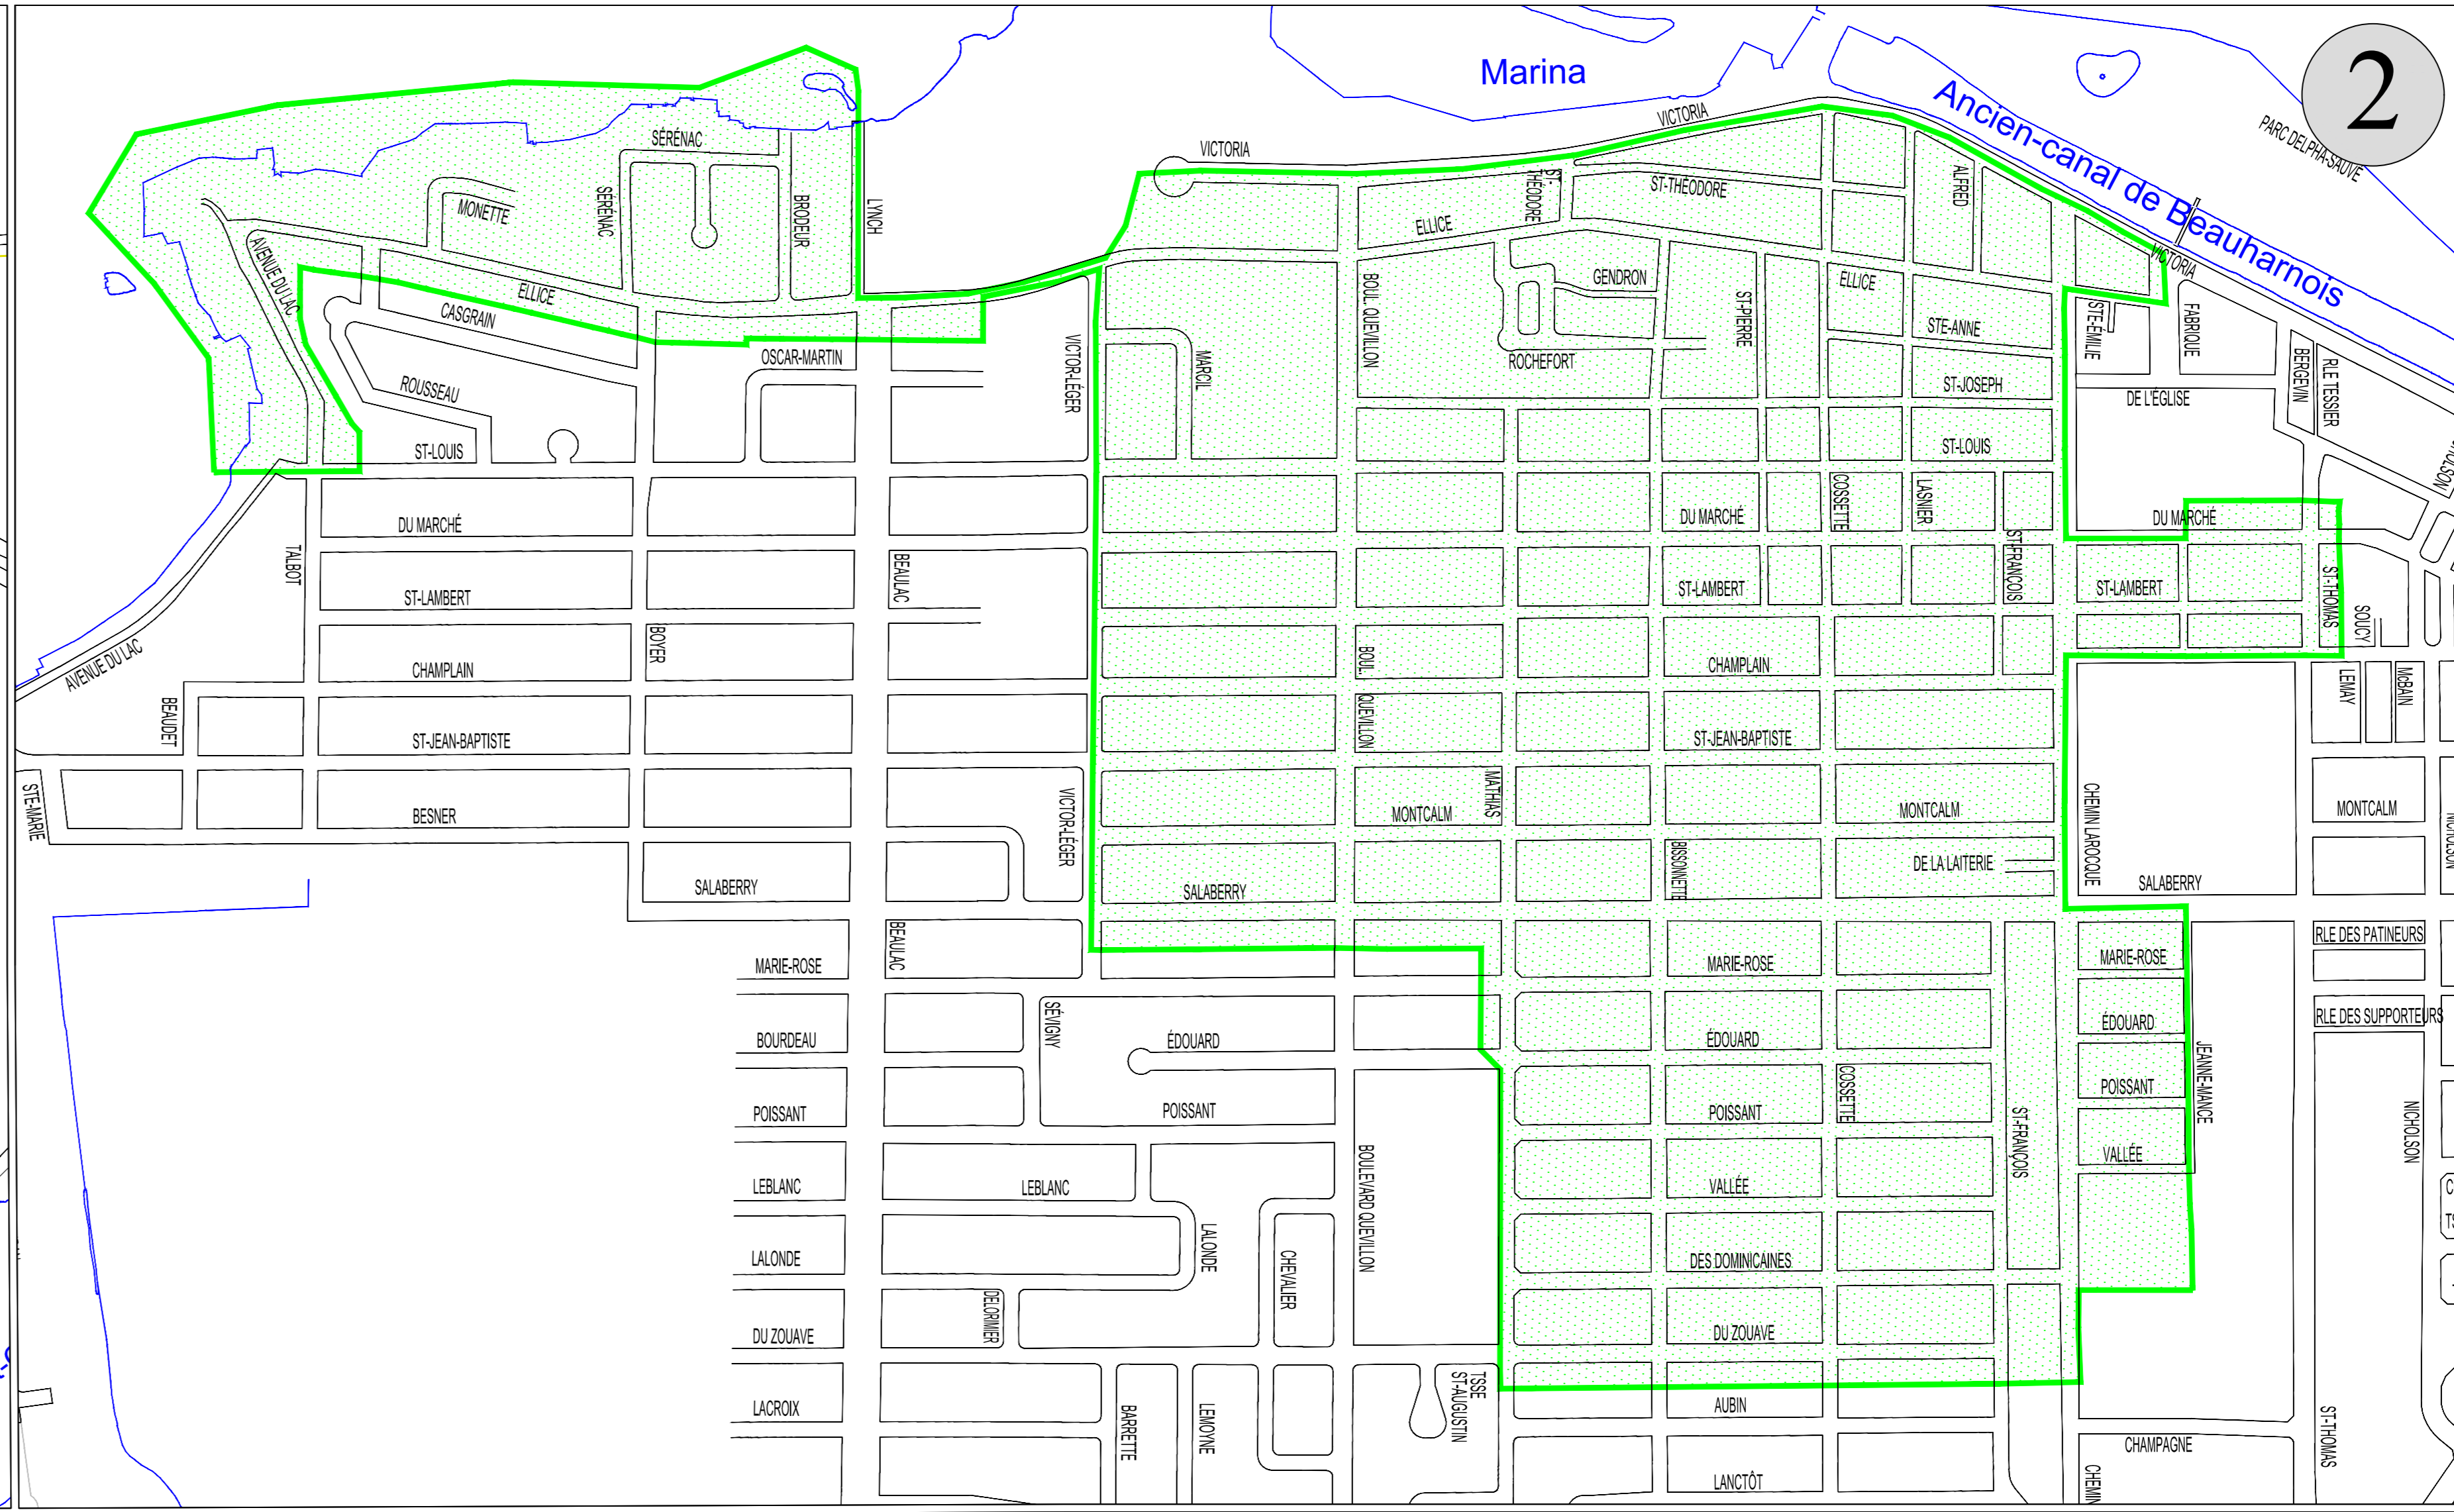 2
Marina
Ancien-canal de Beauharnois
PARC DELPHA-SAUVÉ
VICTORIA
VICTORIA
VICTORIA
SÉRÉNAC
SÉRÉNAC
MONETTE
BRODEUR
LYNCH
AVENUE DU LAC
ELLICE
CASGRAIN
ROUSSEAU
OSCAR-MARTIN
ST-LOUIS
VICTOR-LÉGER
MARCIL
BOUL. QUEVILLON
ELLICE
ST-
THÉODORE
ST-THÉODORE
GENDRON
ROCHEFORT
ST-PIERRE
ELLICE
ALFRED
STE-ANNE
ST-JOSEPH
ST-LOUIS
STE-ÉMILIE
FABRIQUE
BERGEVIN
RLE TESSIER
DE L'ÉGLISE
DU MARCHÉ
DU MARCHÉ
COSSETTE
LASNIER
DU MARCHÉ
TALBOT
ST-LAMBERT
BEAULAC
ST-LAMBERT
ST-FRANÇOIS
ST-LAMBERT
ST-THOMAS
SOUCY
AVENUE DU LAC
CHAMPLAIN
BOYER
BOUL.
QUEVILLON
CHAMPLAIN
LEMAY
McBAIN
BEAUDET
ST-JEAN-BAPTISTE
ST-JEAN-BAPTISTE
STE-MARIE
BESNER
VICTOR-LÉGER
MONTCALM
MATHIAS
MONTCALM
CHEMIN LAROCQUE
MONTCALM
NICHOLSON
SALABERRY
SALABERRY
BISSONNETTE
DE LA LAITERIE
SALABERRY
BEAULAC
MARIE-ROSE
MARIE-ROSE
MARIE-ROSE
RLE DES PATINEURS
BOURDEAU
SÉVIGNY
ÉDOUARD
ÉDOUARD
ÉDOUARD
RLE DES SUPPORTEURS
JEANNE-MANCE
POISSANT
POISSANT
POISSANT
COSSETTE
ST-FRANÇOIS
POISSANT
NICHOLSON
LEBLANC
LEBLANC
BOULEVARD QUEVILLON
VALLÉE
VALLÉE
LALONDE
LALONDE
CHEVALIER
DES DOMINICAINES
DU ZOUAVE
DELORIMIER
DU ZOUAVE
LACROIX
BARRETTE
LEMOYNE
TSSE
ST-AUGUSTIN
AUBIN
CHAMPAGNE
ST-THOMAS
LANCTÔT
CHEMIN